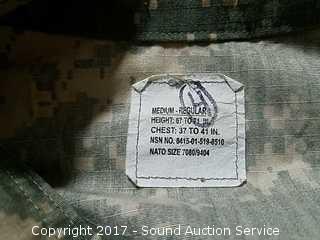 MEDIUM - REGULAR
HEIGHT: 67 TO 71 IN.
CHEST: 37 TO 41 IN.
NSN NO. 8415-01-519-8510
NATO SIZE 7080/9404
Copyright 2017 - Sound Auction Service